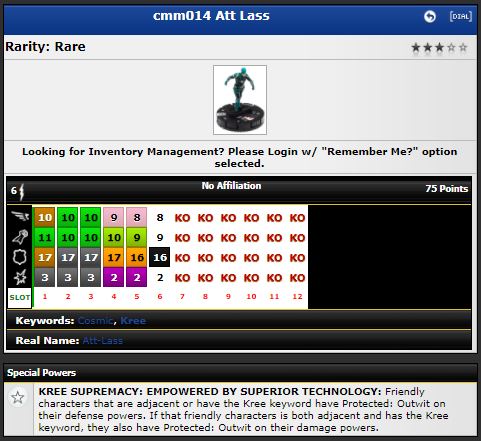 cmm014 Att Lass
[DIAL]
Rarity: Rare
Looking for Inventory Management? Please Login w/ "Remember Me?" option
selected.
6 No Affiliation 75 Points
10 10 10 9 8 8 KO KO KO KO KO KO
11 10 10 10 9 9 KO KO KO KO KO KO
17 17 17 17 16 16 KO KO KO KO KO KO
3 3 3 2 2 2 KO KO KO KO KO KO
SLOT 1 2 3 4 5 6 7 8 9 10 11 12
Keywords: Cosmic, Kree
Real Name: Att-Lass
Special Powers
KREE SUPREMACY: EMPOWERED BY SUPERIOR TECHNOLOGY: Friendly
characters that are adjacent or have the Kree keyword have Protected: Outwit on
their defense powers. If that friendly characters is both adjacent and has the Kree
keyword, they also have Protected: Outwit on their damage powers.